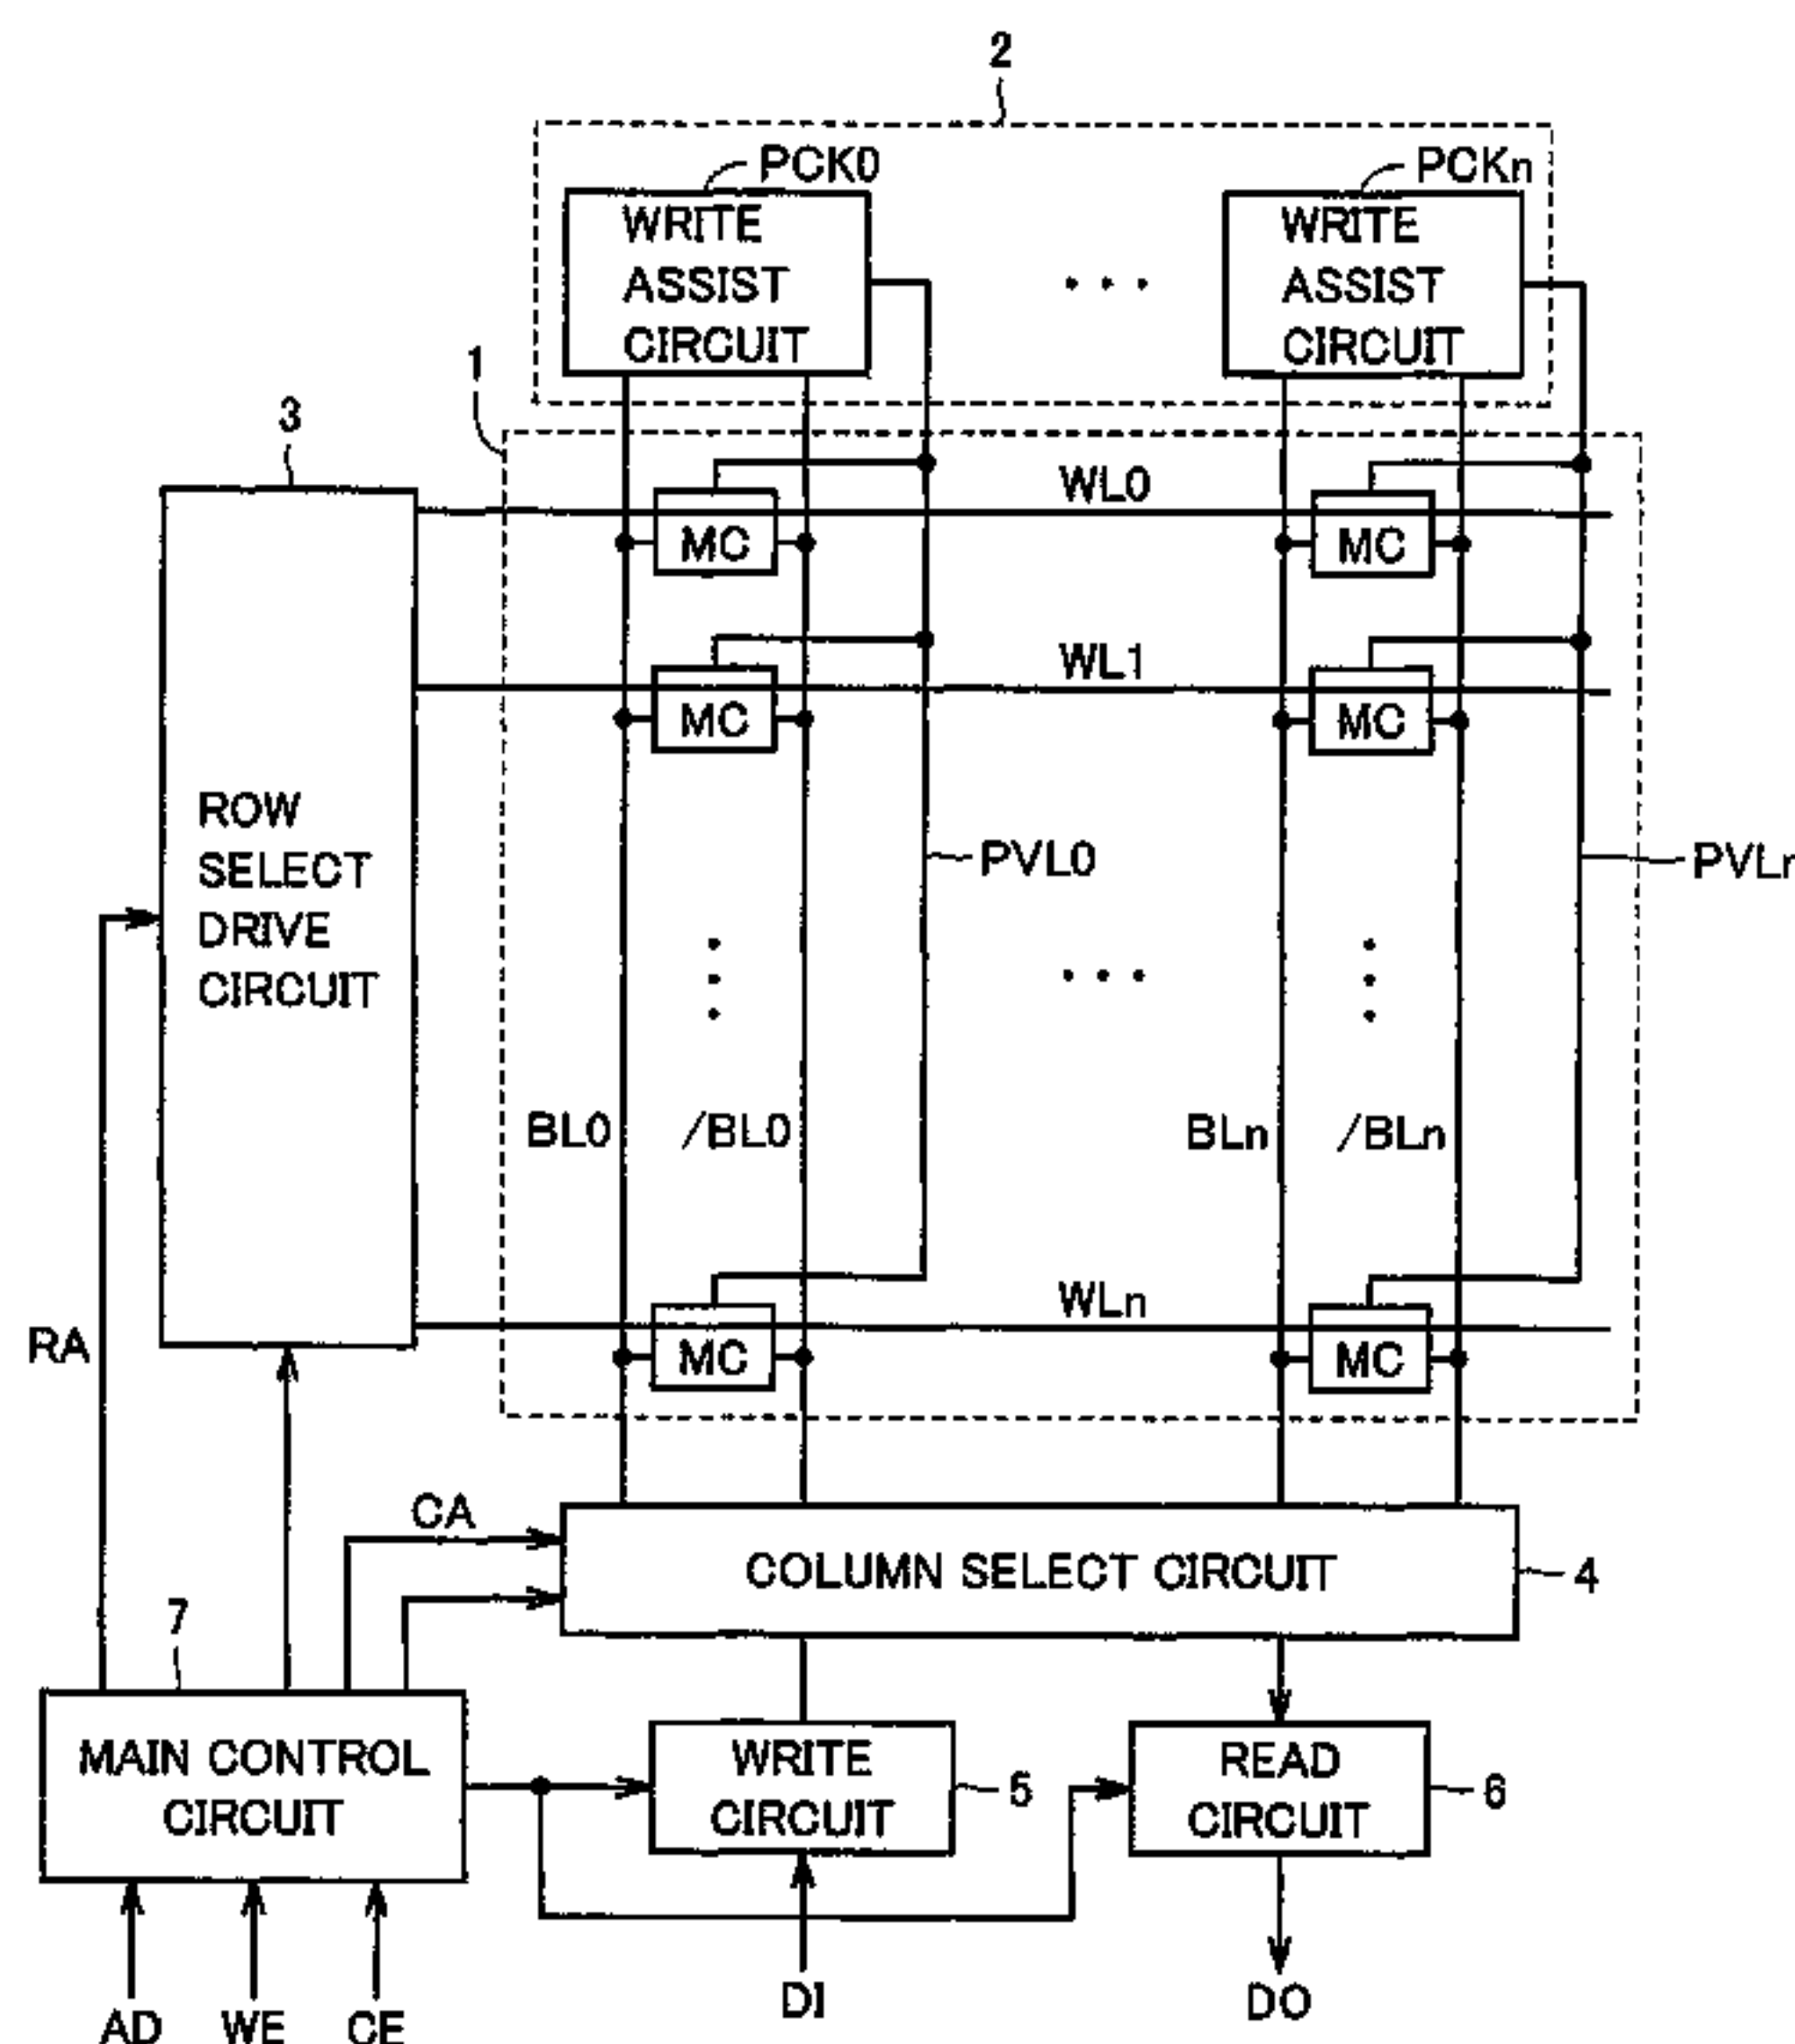 2
PCK0
PCKn
WRITE
ASSIST
CIRCUIT
WRITE
ASSIST
CIRCUIT
1
3
WL0
MC
MC
WL1
MC
MC
ROW
SELECT
DRIVE
CIRCUIT
PVL0
PVLn
BL0
/BL0
BLn
/BLn
WLn
MC
MC
RA
CA
COLUMN SELECT CIRCUIT
4
7
MAIN CONTROL
CIRCUIT
WRITE
CIRCUIT
5
READ
CIRCUIT
6
AD
WE
CE
DI
DO